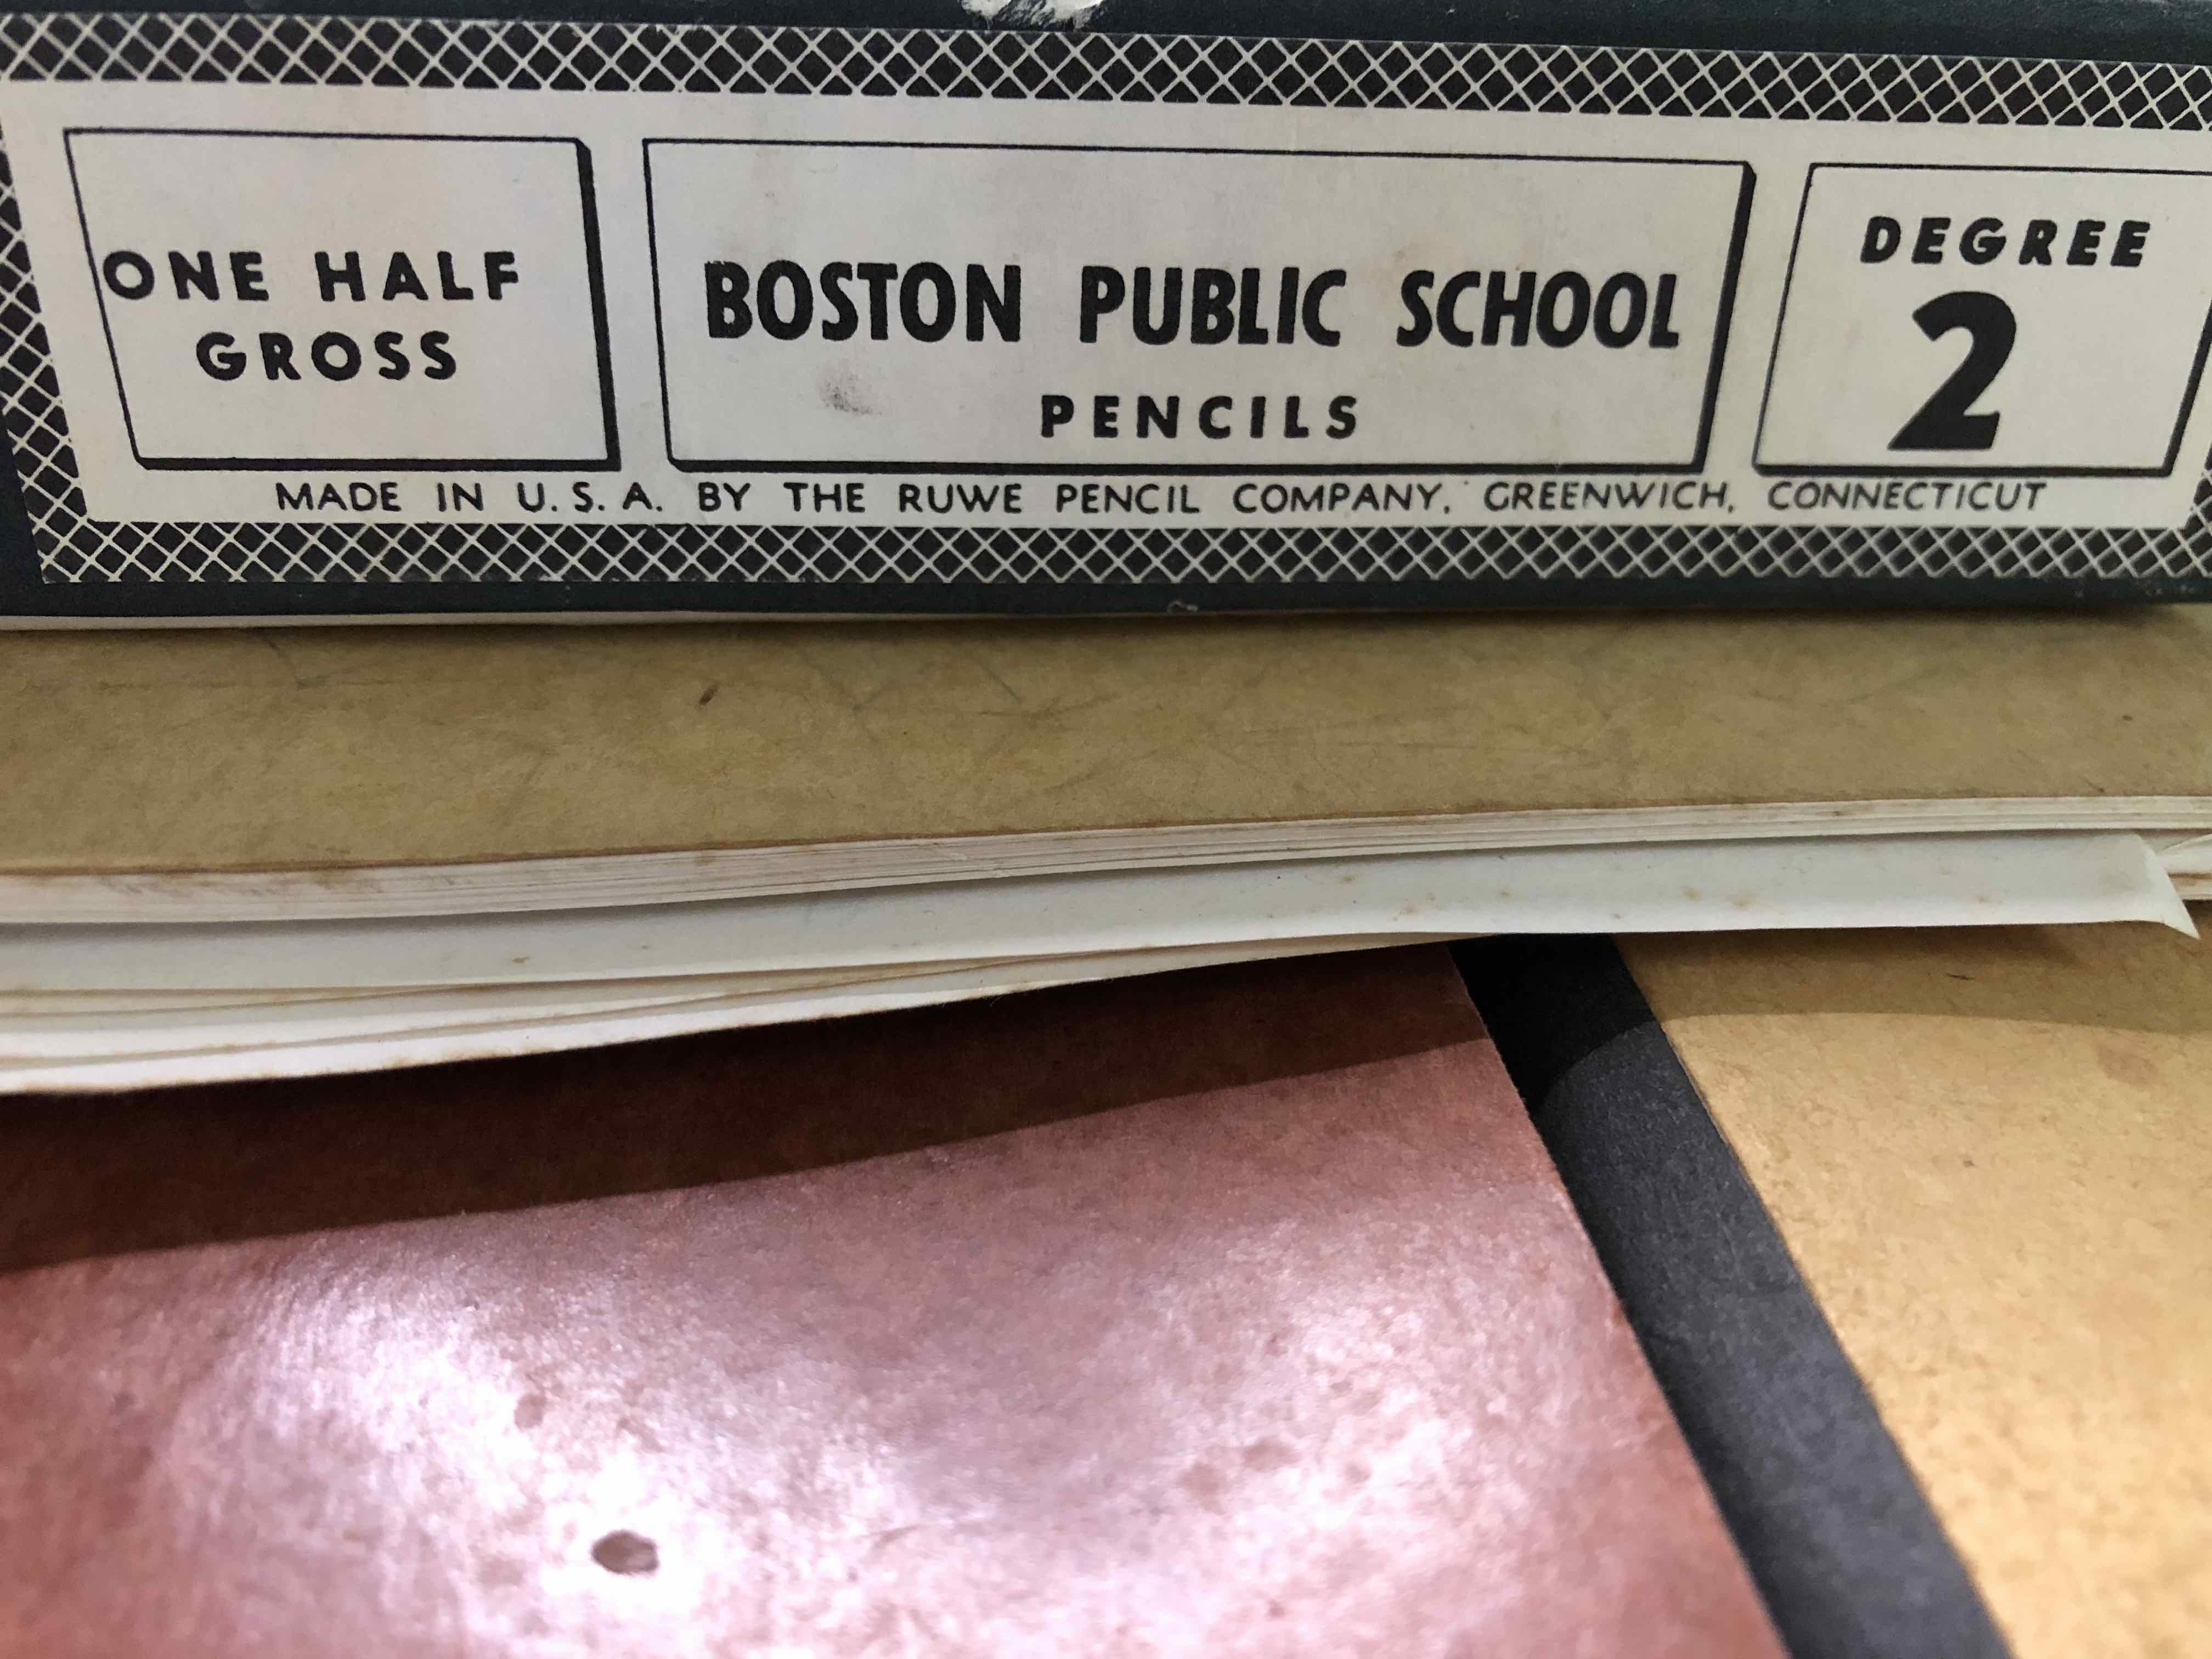 ONE HALF
GROSS
BOSTON PUBLIC SCHOOL
PENCILS
DEGREE
2
MADE IN U.S.A. BY THE RUWE PENCIL COMPANY, GREENWICH, CONNECTICUT